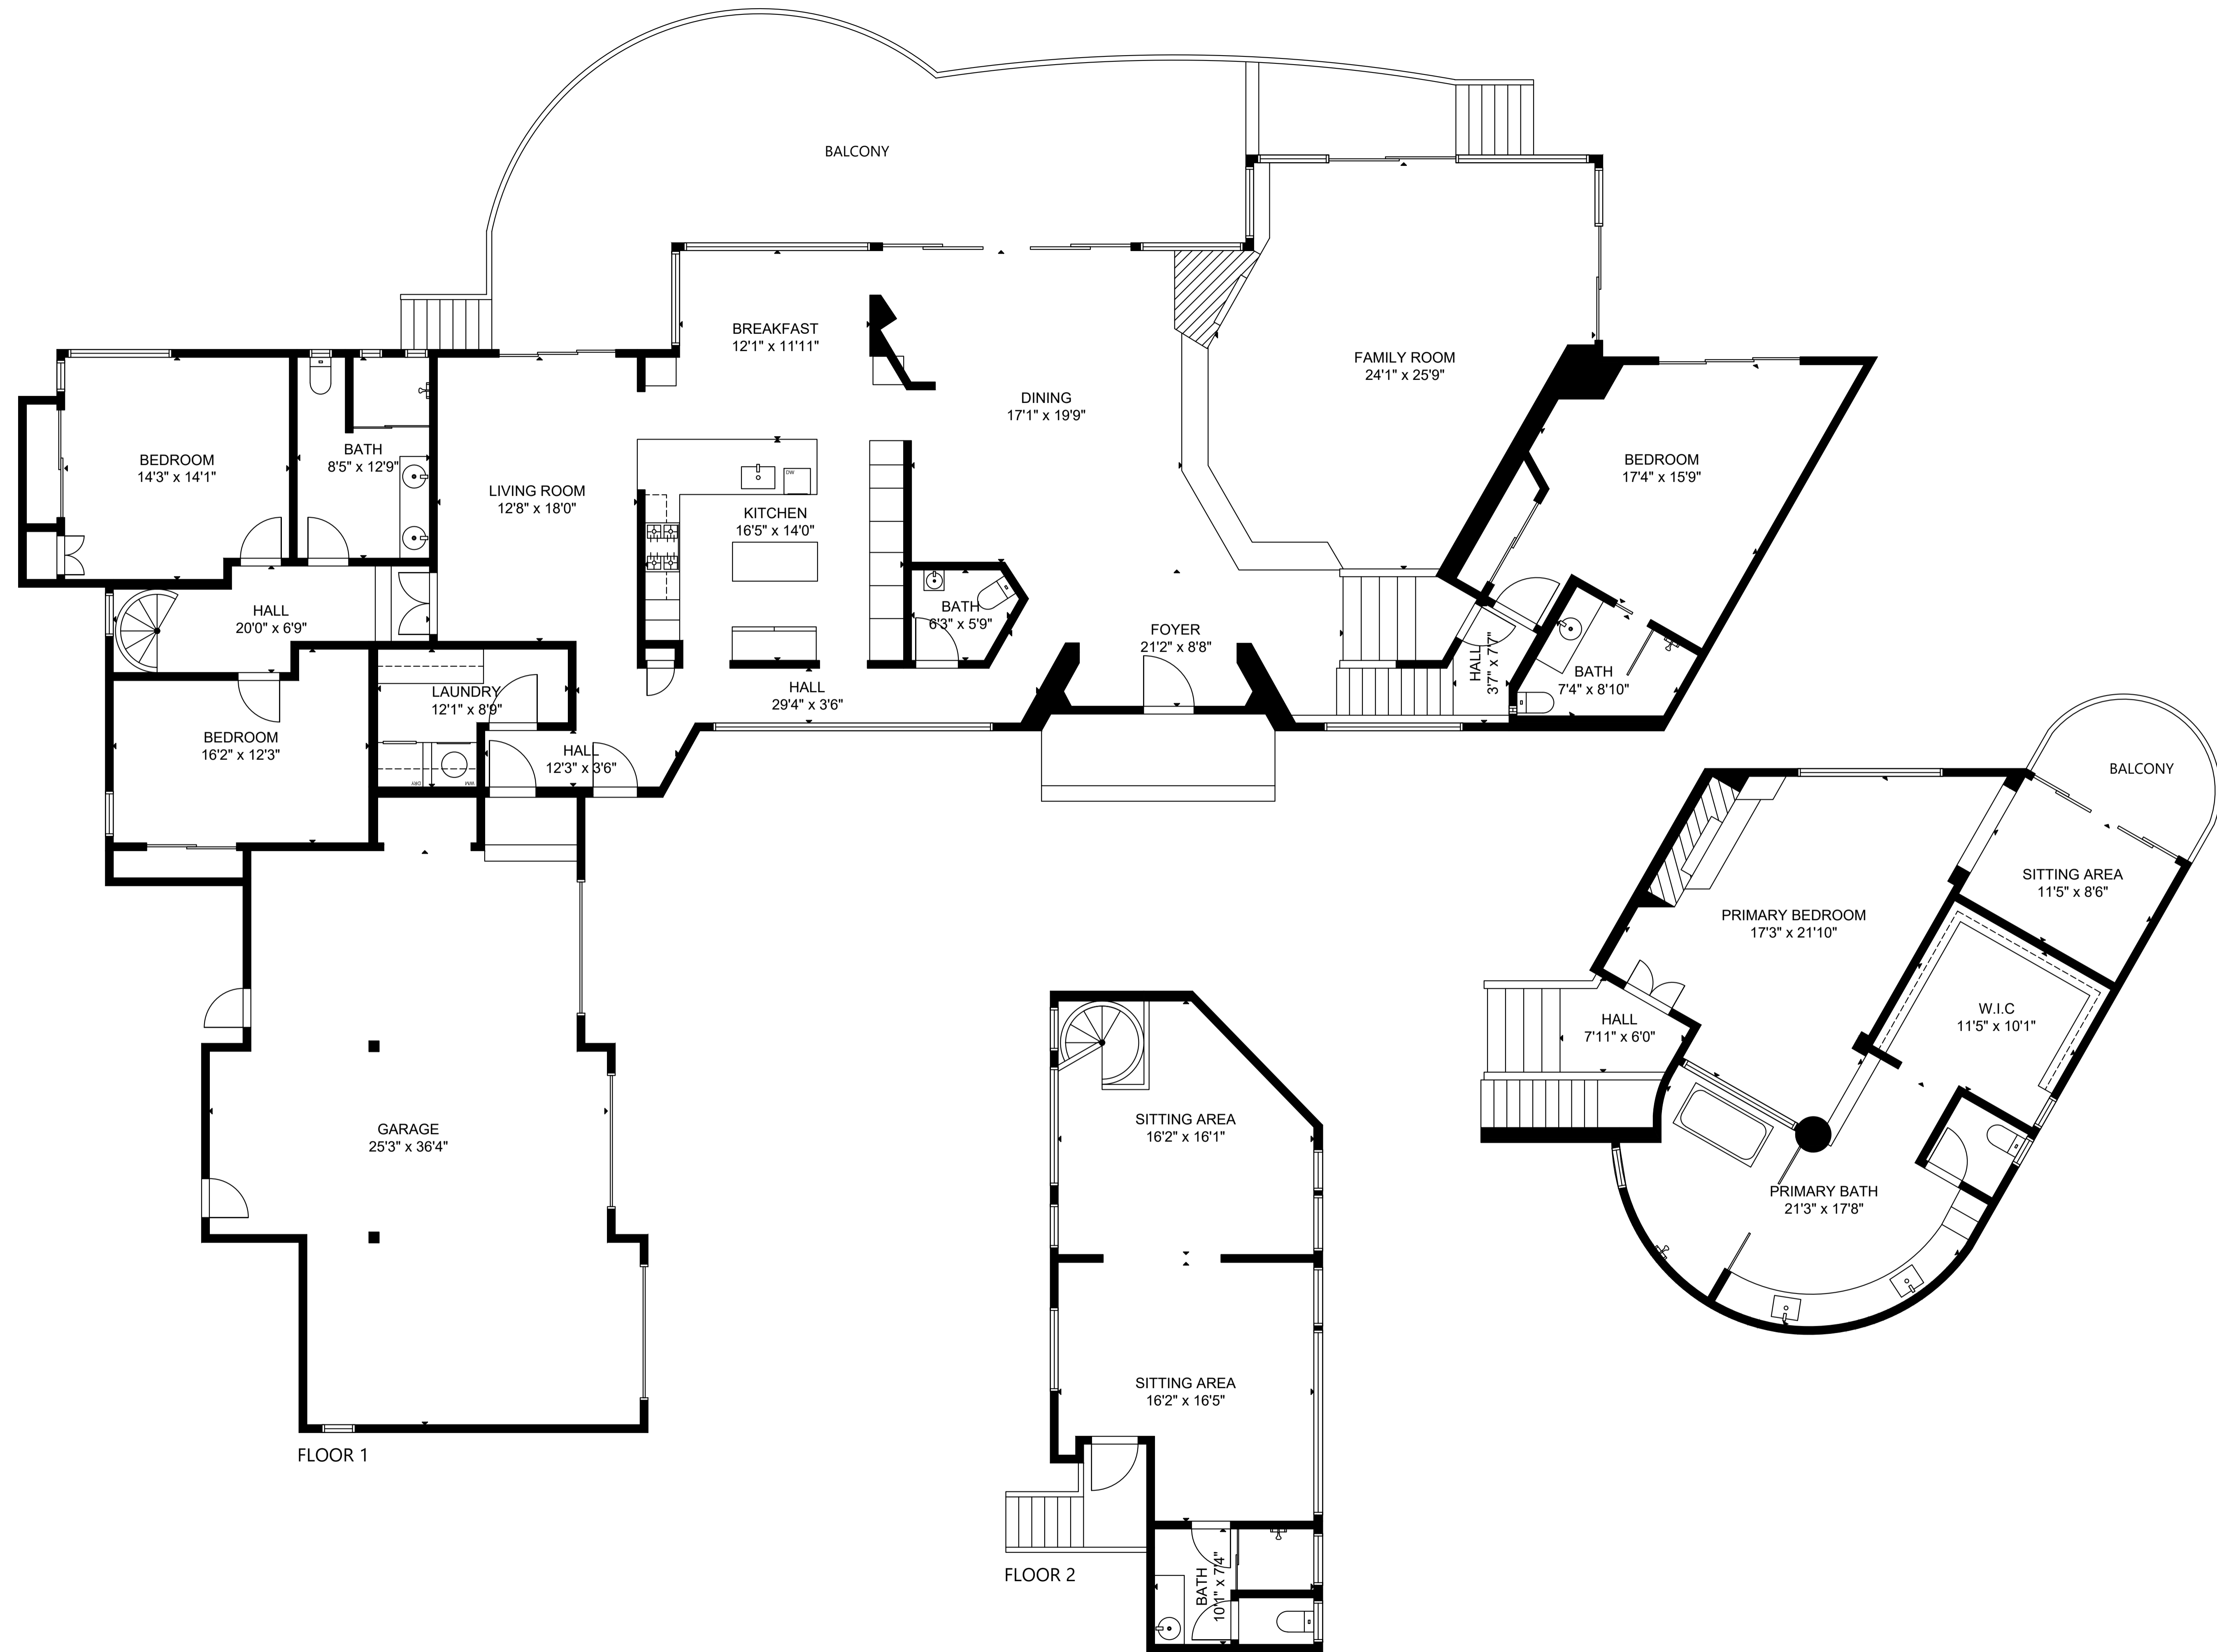 BALCONY
BREAKFAST
12'1" x 11'11"
FAMILY ROOM
24'1" x 25'9"
DINING
17'1" x 19'9"
BEDROOM
14'3" x 14'1"
BATH
8'5" x 12'9"
LIVING ROOM
12'8" x 18'0"
DW
KITCHEN
16'5" x 14'0"
BEDROOM
17'4" x 15'9"
HALL
20'0" x 6'9"
BATH
6'3" x 5'9"
FOYER
21'2" x 8'8"
HALL
3'7" x 7'7"
BATH
7'4" x 8'10"
LAUNDRY
12'1" x 8'9"
HALL
29'4" x 3'6"
BEDROOM
16'2" x 12'3"
HALL
12'3" x 3'6"
DRY
WM
GARAGE
25'3" x 36'4"
FLOOR 1
BALCONY
SITTING AREA
11'5" x 8'6"
PRIMARY BEDROOM
17'3" x 21'10"
W.I.C
11'5" x 10'1"
HALL
7'11" x 6'0"
PRIMARY BATH
21'3" x 17'8"
SITTING AREA
16'2" x 16'1"
SITTING AREA
16'2" x 16'5"
BATH
10'1" x 7'4"
FLOOR 2